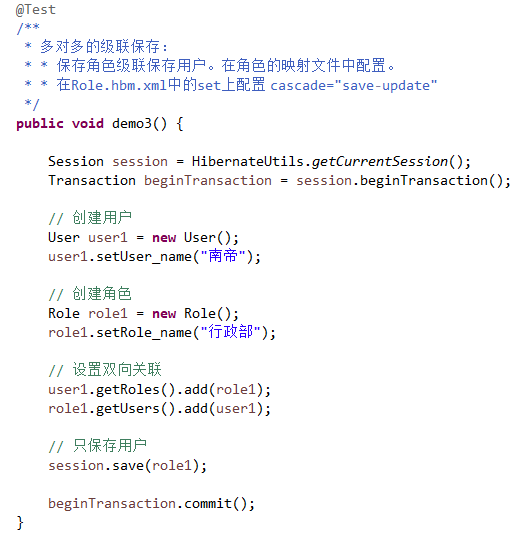 @Test
/**
 * 多对多的级联保存：
 * * 保存角色级联保存用户。在角色的映射文件中配置。
 * * 在Role.hbm.xml中的set上配置 cascade="save-update"
 */
public void demo3() {
    Session session = HibernateUtils.getCurrentSession();
    Transaction beginTransaction = session.beginTransaction();
    // 创建用户
    User user1 = new User();
    user1.setUser_name("南帝");
    // 创建角色
    Role role1 = new Role();
    role1.setRole_name("行政部");
    // 设置双向关联
    user1.getRoles().add(role1);
    role1.getUsers().add(user1);
    // 只保存用户
    session.save(role1);
    beginTransaction.commit();
}